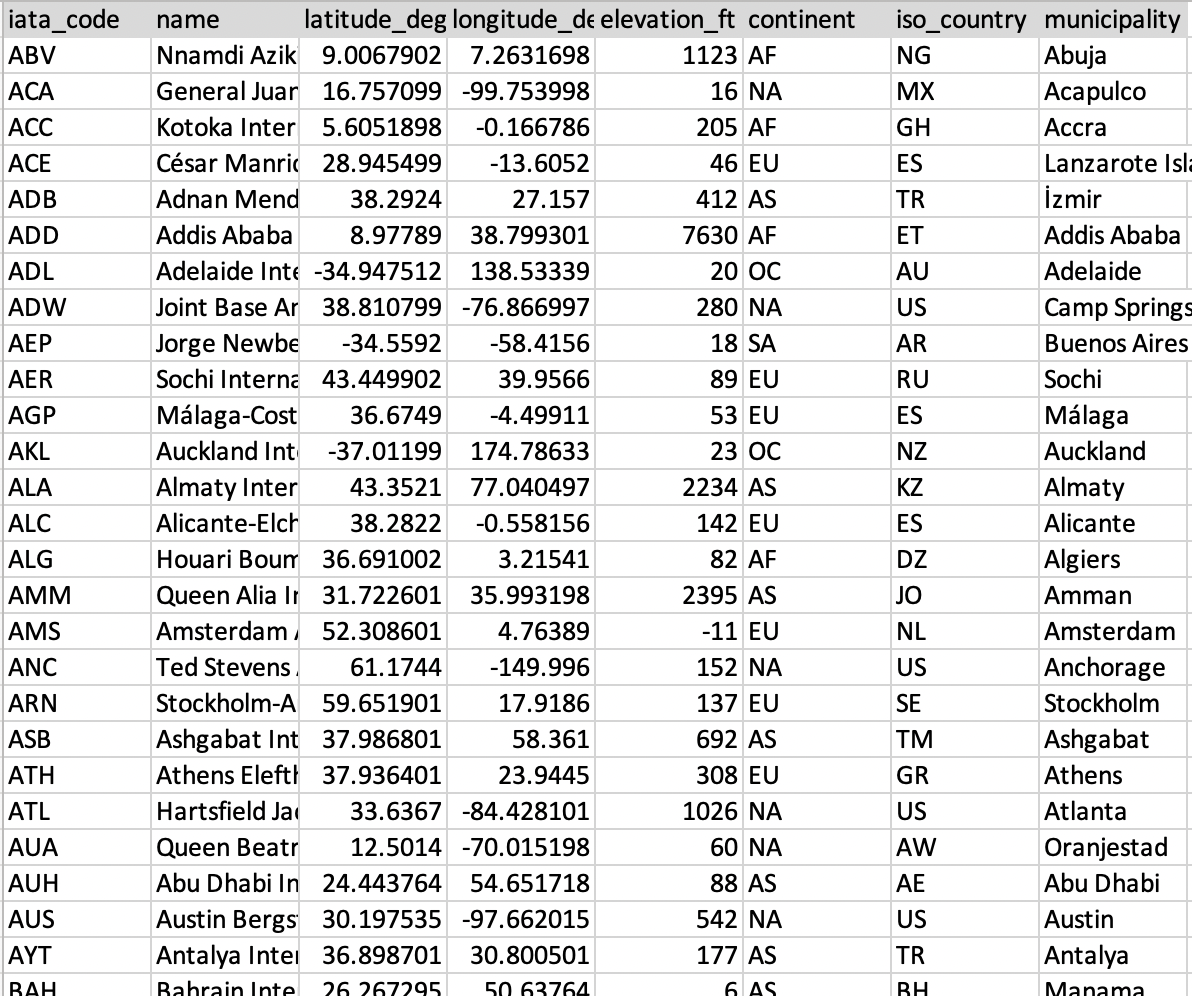 iata_code name latitude_deg longitude_de elevation_ft continent iso_country municipality
ABV Nnamdi Azik 9.0067902 7.2631698 1123 AF NG Abuja
ACA General Juan 16.757099 -99.753998 16 NA MX Acapulco
ACC Kotoka Inter 5.6051898 -0.166786 205 AF GH Accra
ACE César Manric 28.945499 -13.6052 46 EU ES Lanzarote Isla
ADB Adnan Mend 38.2924 27.157 412 AS TR İzmir
ADD Addis Ababa 8.97789 38.799301 7630 AF ET Addis Ababa
ADL Adelaide Inte -34.947512 138.53339 20 OC AU Adelaide
ADW Joint Base An 38.810799 -76.866997 280 NA US Camp Springs
AEP Jorge Newbe -34.5592 -58.4156 18 SA AR Buenos Aires
AER Sochi Interna 43.449902 39.9566 89 EU RU Sochi
AGP Málaga-Cost 36.6749 -4.49911 53 EU ES Málaga
AKL Auckland Int -37.01199 174.78633 23 OC NZ Auckland
ALA Almaty Inter 43.3521 77.040497 2234 AS KZ Almaty
ALC Alicante-Elch 38.2822 -0.558156 142 EU ES Alicante
ALG Houari Boum 36.691002 3.21541 82 AF DZ Algiers
AMM Queen Alia In 31.722601 35.993198 2395 AS JO Amman
AMS Amsterdam 52.308601 4.76389 -11 EU NL Amsterdam
ANC Ted Stevens 61.1744 -149.996 152 NA US Anchorage
ARN Stockholm-A 59.651901 17.9186 137 EU SE Stockholm
ASB Ashgabat Int 37.986801 58.361 692 AS TM Ashgabat
ATH Athens Elefth 37.936401 23.9445 308 EU GR Athens
ATL Hartsfield Jac 33.6367 -84.428101 1026 NA US Atlanta
AUA Queen Beatr 12.5014 -70.015198 60 NA AW Oranjestad
AUH Abu Dhabi In 24.443764 54.651718 88 AS AE Abu Dhabi
AUS Austin Bergs 30.197535 -97.662015 542 NA US Austin
AYT Antalya Inter 36.898701 30.800501 177 AS TR Antalya
BAH Bahrain Inte 26.267295 50.63764 6 AS BH Manama